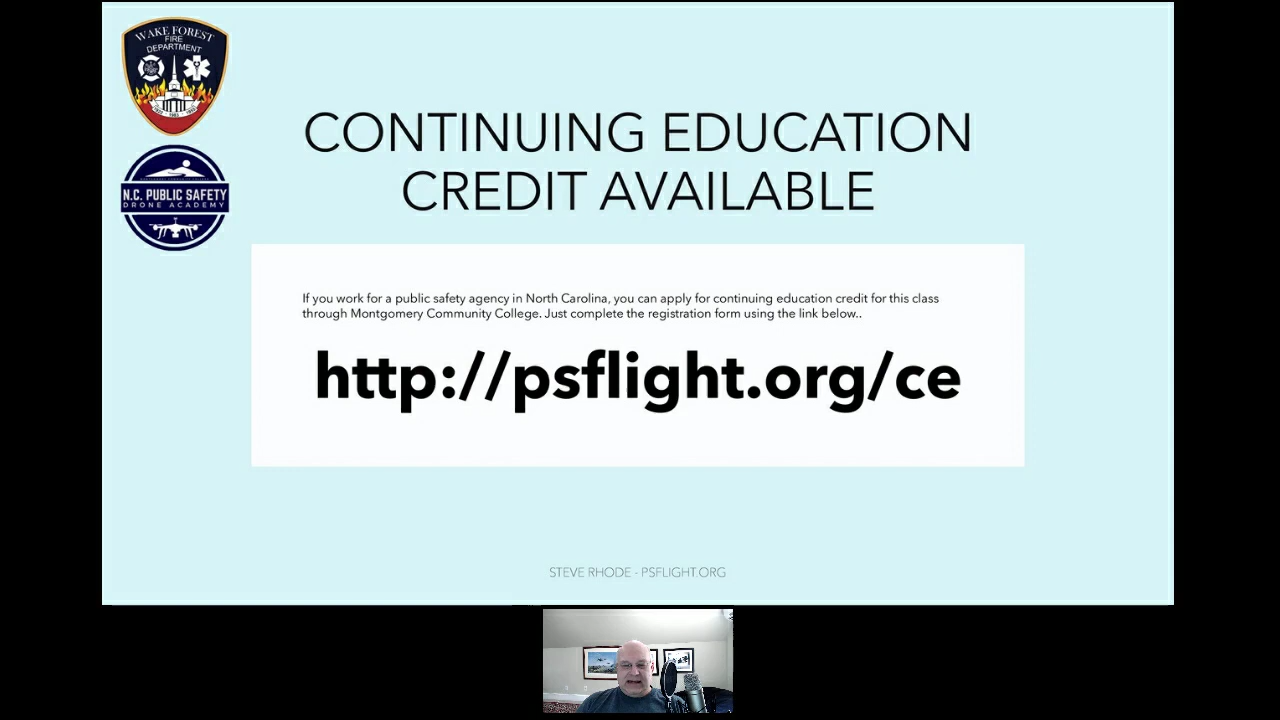 WAKE FOREST
FIRE
DEPARTMENT
N.C. PUBLIC SAFETY
DRONE ACADEMY
CONTINUING EDUCATION
CREDIT AVAILABLE
If you work for a public safety agency in North Carolina, you can apply for continuing education credit for this class
through Montgomery Community College. Just complete the registration form using the link below..
http://psflight.org/ce
STEVE RHODE - PSFLIGHT.ORG